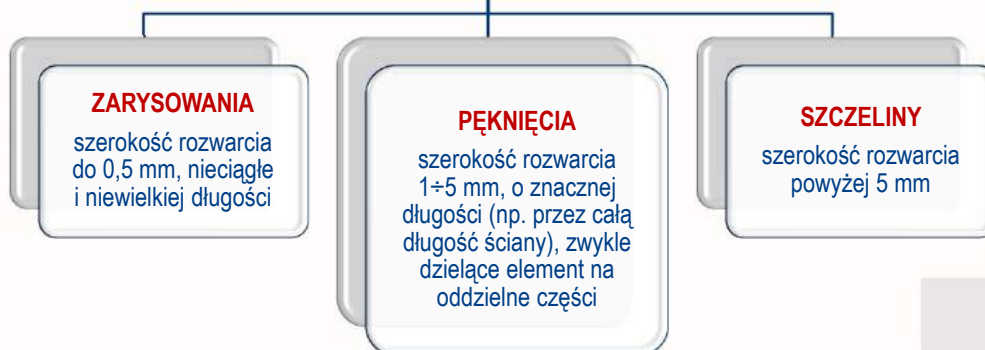 ZARYSOWANIA
szerokość rozwarcia
do 0,5 mm, nieciągłe
i niewielkiej długości
PĘKNIĘCIA
szerokość rozwarcia
1÷5 mm, o znacznej
długości (np. przez całą
długość ściany), zwykle
dzielące element na
oddzielne części
SZCZELINY
szerokość rozwarcia
powyżej 5 mm